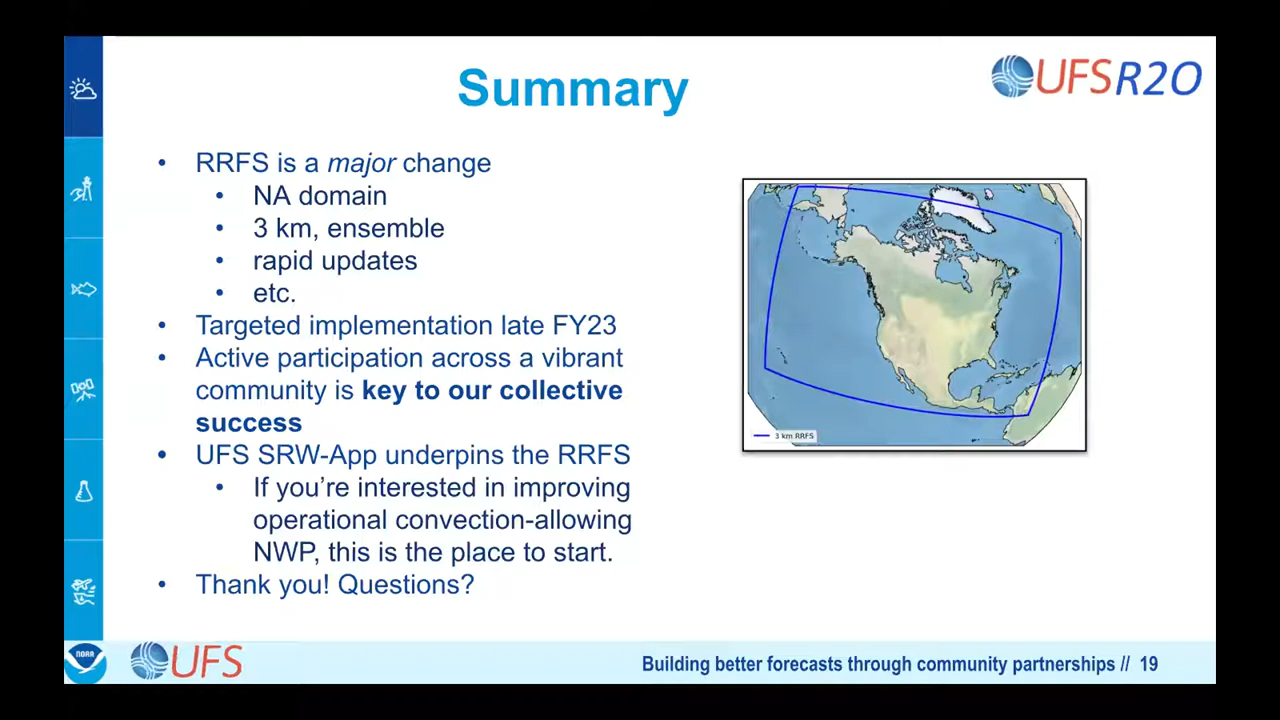 Summary
UFS R2O
• RRFS is a major change
• NA domain
• 3 km, ensemble
• rapid updates
• etc.
• Targeted implementation late FY23
• Active participation across a vibrant
community is key to our collective
success
• UFS SRW-App underpins the RRFS
• If you’re interested in improving
operational convection-allowing
NWP, this is the place to start.
• Thank you! Questions?
3 km RRFS
NOAA
UFS
Building better forecasts through community partnerships // 19